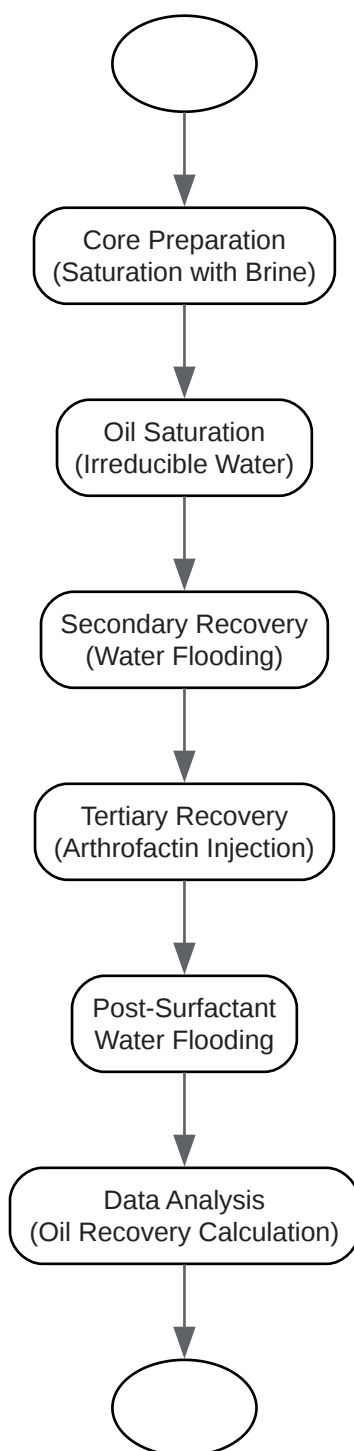 Core Preparation
(Saturation with Brine)
Oil Saturation
(Irreducible Water)
Secondary Recovery
(Water Flooding)
Tertiary Recovery
(Arthrofactin Injection)
Post-Surfactant
Water Flooding
Data Analysis
(Oil Recovery Calculation)